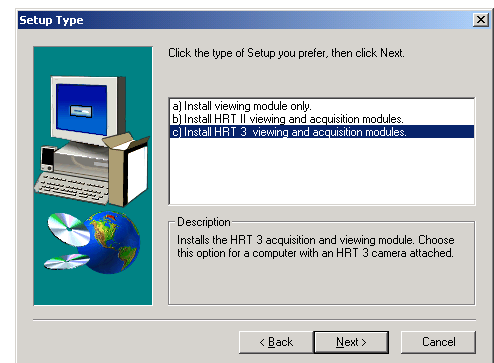 Setup Type
Click the type of Setup you prefer, then click Next.
a) Install viewing module only.
b) Install HRT II viewing and acquisition modules.
c) Install HRT 3 viewing and acquisition modules.
Description
Installs the HRT 3 acquisition and viewing module. Choose
this option for a computer with an HRT 3 camera attached.
< Back
Next >
Cancel